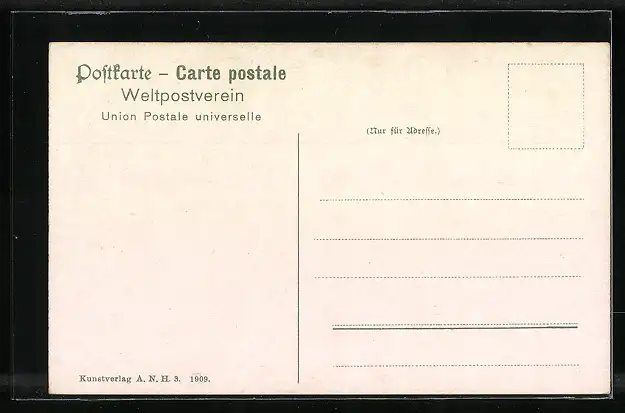 Postkarte – Carte postale
Weltpostverein
Union Postale universelle
(Nur für Adresse.)
Kunstverlag A. N. H. 3. 1909.